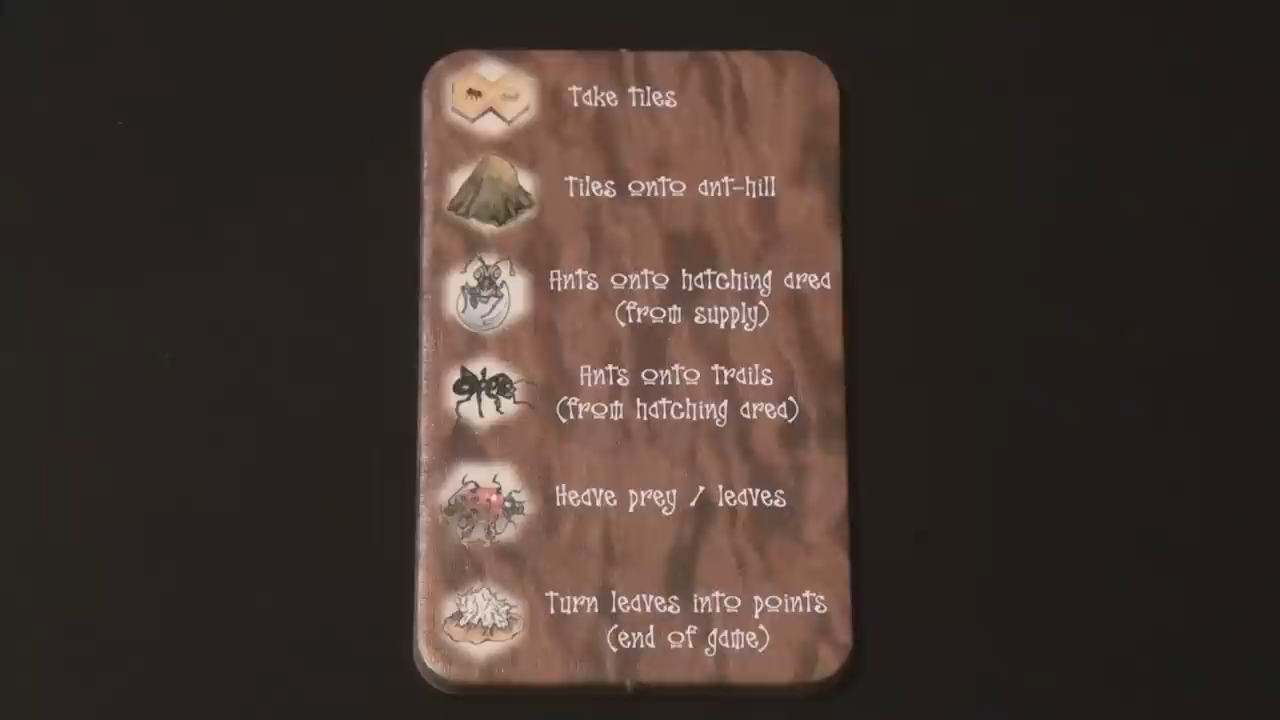 Take tiles
Tiles onto ant-hill
Ants onto hatching area
(from supply)
Ants onto trails
(from hatching area)
Heave prey / leaves
Turn leaves into points
(end of game)